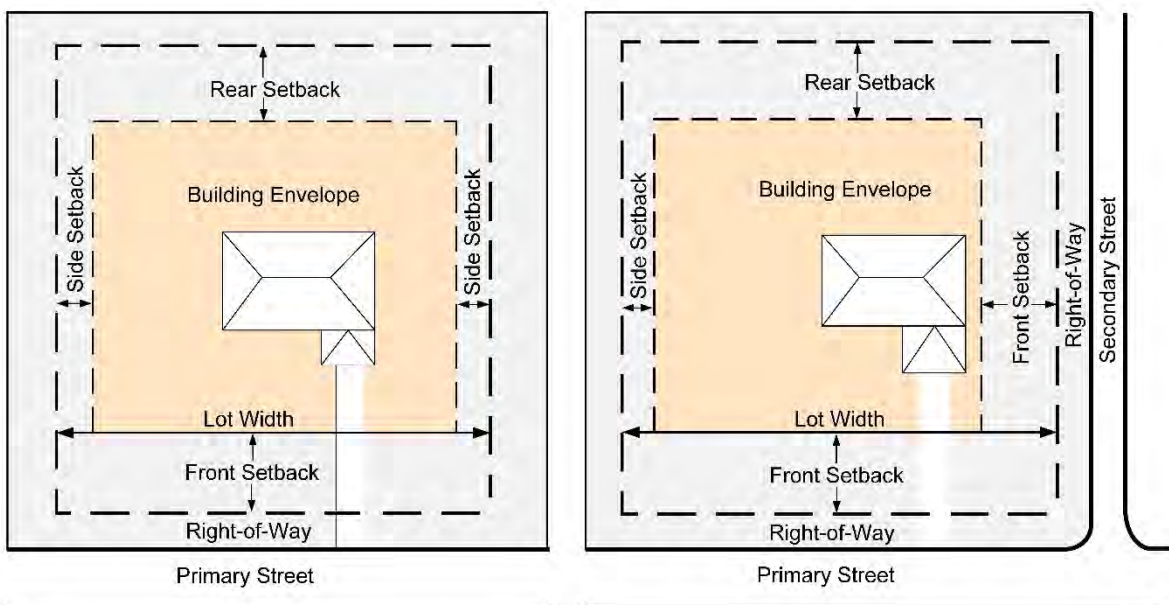 Rear Setback
Building Envelope
Side Setback
Side Setback
Lot Width
Front Setback
Right-of-Way
Primary Street
Rear Setback
Building Envelope
Side Setback
Front Setback
Right-of-Way
Secondary Street
Lot Width
Front Setback
Right-of-Way
Primary Street